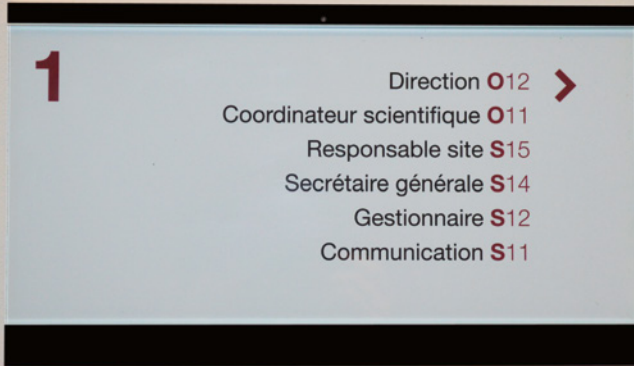 1
Direction O12 >
Coordinateur scientifique O11
Responsable site S15
Secrétaire générale S14
Gestionnaire S12
Communication S11